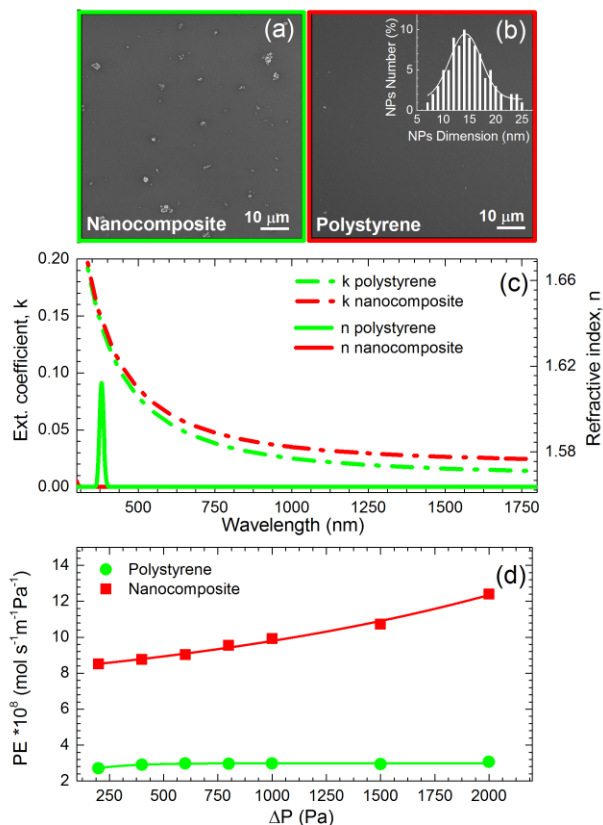 (a)
Nanocomposite
10 μm
(b)
NPs Number (%)
10
5
0
5 10 15 20 25
NPs Dimension (nm)
Polystyrene
10 μm
(c)
Ext. coefficient, k
0.20
0.15
0.10
0.05
0.00
k polystyrene
k nanocomposite
n polystyrene
n nanocomposite
1.66
1.62
1.58
Refractive index, n
500 750 1000 1250 1500 1750
Wavelength (nm)
(d)
PE *10⁸ (mol s⁻¹m⁻¹Pa⁻¹)
14
12
10
8
6
4
2
Polystyrene
Nanocomposite
250 500 750 1000 1250 1500 1750 2000
ΔP (Pa)